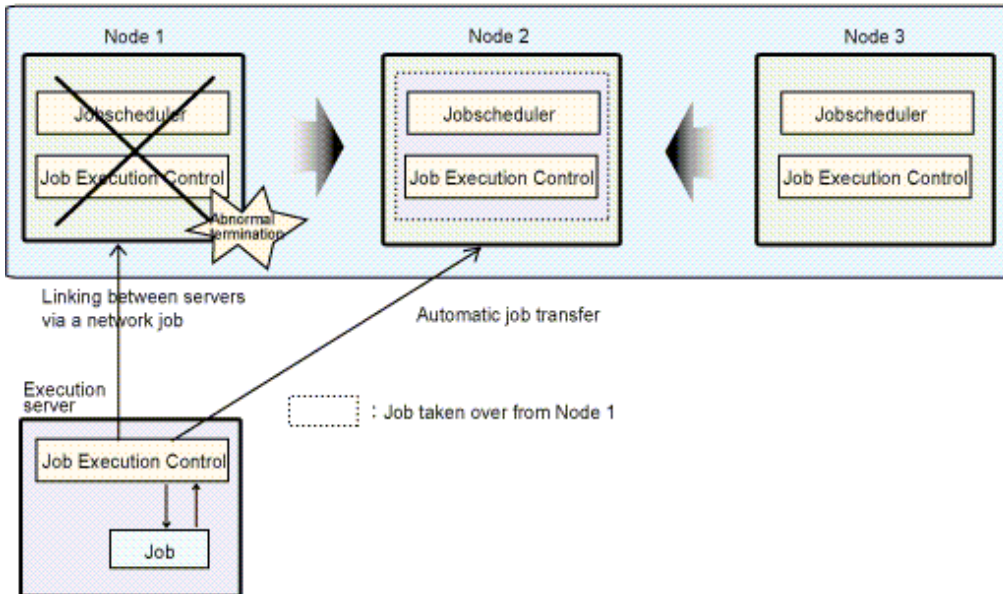 Node 1
Node 2
Node 3
Jobscheduler
Jobscheduler
Jobscheduler
Job Execution Control
Job Execution Control
Job Execution Control
Abnormal
termination
Linking between servers
via a network job
Automatic job transfer
Execution
server
: Job taken over from Node 1
Job Execution Control
Job